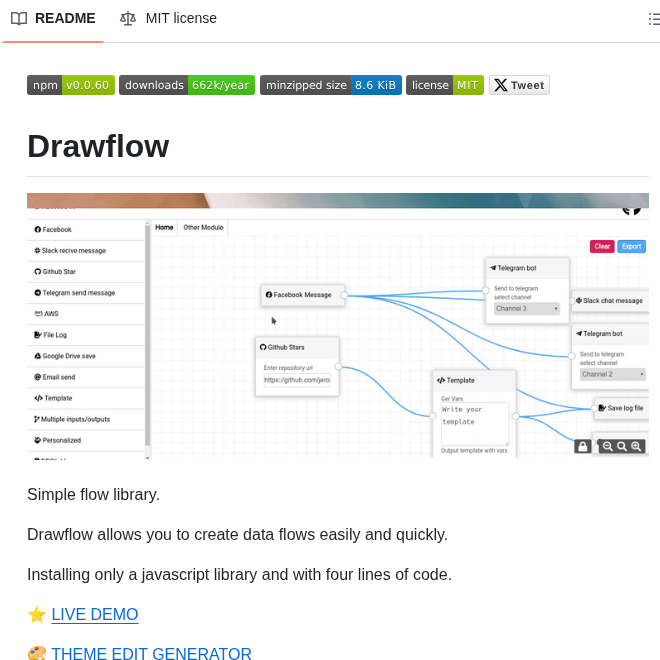 README MIT license
npm v0.0.60 downloads 662k/year minzipped size 8.6 KiB license MIT Tweet
Drawflow
Home Other Module
Facebook
Slack recive message
Github Star
Telegram send message
AWS
File Log
Google Drive save
Email send
Template
Multiple inputs/outputs
Personalized
Clear Export
Facebook Message
Github Stars
Enter repository url
https://github.com/jero
Telegram bot
Send to telegram
select channel
Channel 3
Slack chat message
Telegram bot
Send to telegram
select channel
Channel 2
Template
Ger Vars
Write your
template
Output template with vars
Save log file
Simple flow library.
Drawflow allows you to create data flows easily and quickly.
Installing only a javascript library and with four lines of code.
⭐ LIVE DEMO
🎨 THEME EDIT GENERATOR